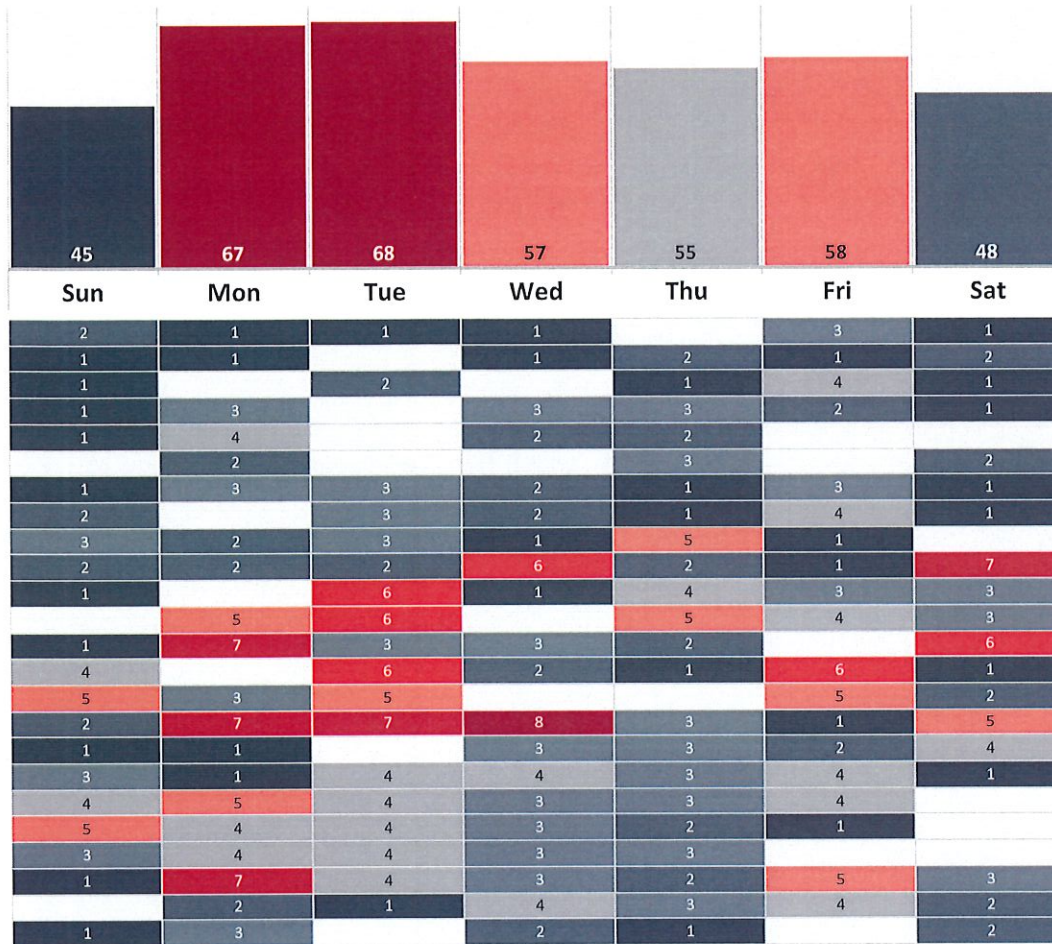 45 67 68 57 55 58 48
Sun Mon Tue Wed Thu Fri Sat
2 1 1 1 3 1
1 1 1 2 1 2
1 2 1 4 1
1 3 3 3 2 1
1 4 2 2
2 3 2
1 3 3 2 1 3 1
2 3 2 1 4 1
3 2 3 1 5 1
2 2 2 6 2 1 7
1 6 1 4 3 3
5 6 5 4 3
1 7 3 3 2 6
4 6 2 1 6 1
5 3 5 5 2
2 7 7 8 3 1 5
1 1 3 3 2 4
3 1 4 4 3 4 1
4 5 4 3 3 4
5 4 4 3 2 1
3 4 4 3 3
1 7 4 3 2 5 3
2 1 4 3 4 2
1 3 2 1 2